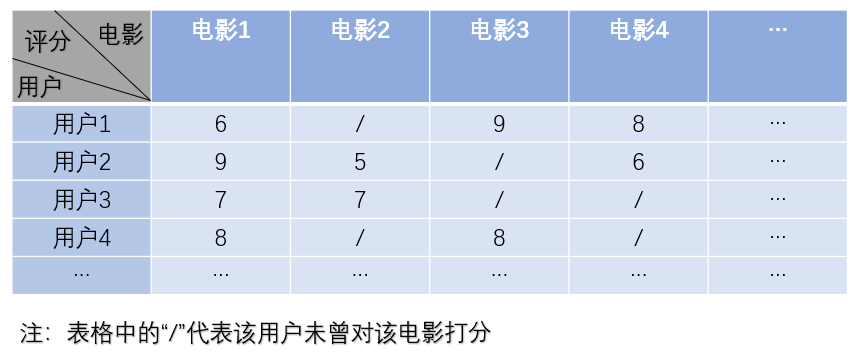 评分 电影
用户
电影1 电影2 电影3 电影4 …
用户1 6 / 9 8 …
用户2 9 5 / 6 …
用户3 7 7 / / …
用户4 8 / 8 / …
… … … … … …
注：表格中的“/”代表该用户未曾对该电影打分